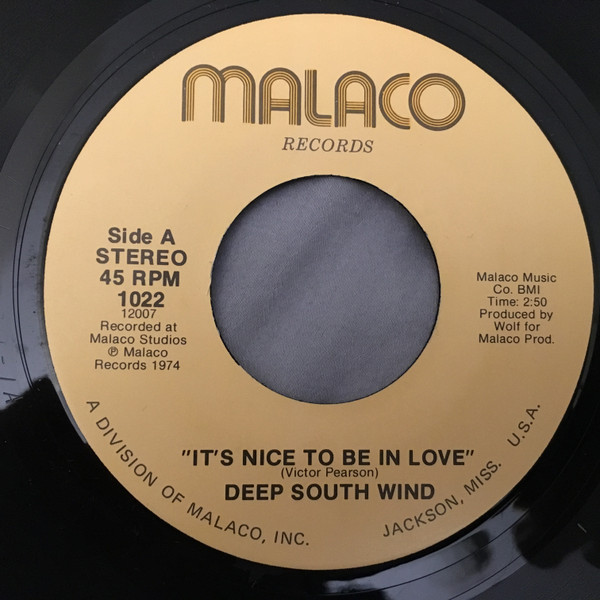 MALACO
RECORDS
Side A
STEREO
45 RPM
1022
12007
Recorded at
Malaco Studios
℗ Malaco
Records 1974
Malaco Music
Co. BMI
Time: 2:50
Produced by
Wolf for
Malaco Prod.
"IT'S NICE TO BE IN LOVE"
(Victor Pearson)
DEEP SOUTH WIND
A DIVISION OF MALACO, INC. JACKSON, MISS. U.S.A.